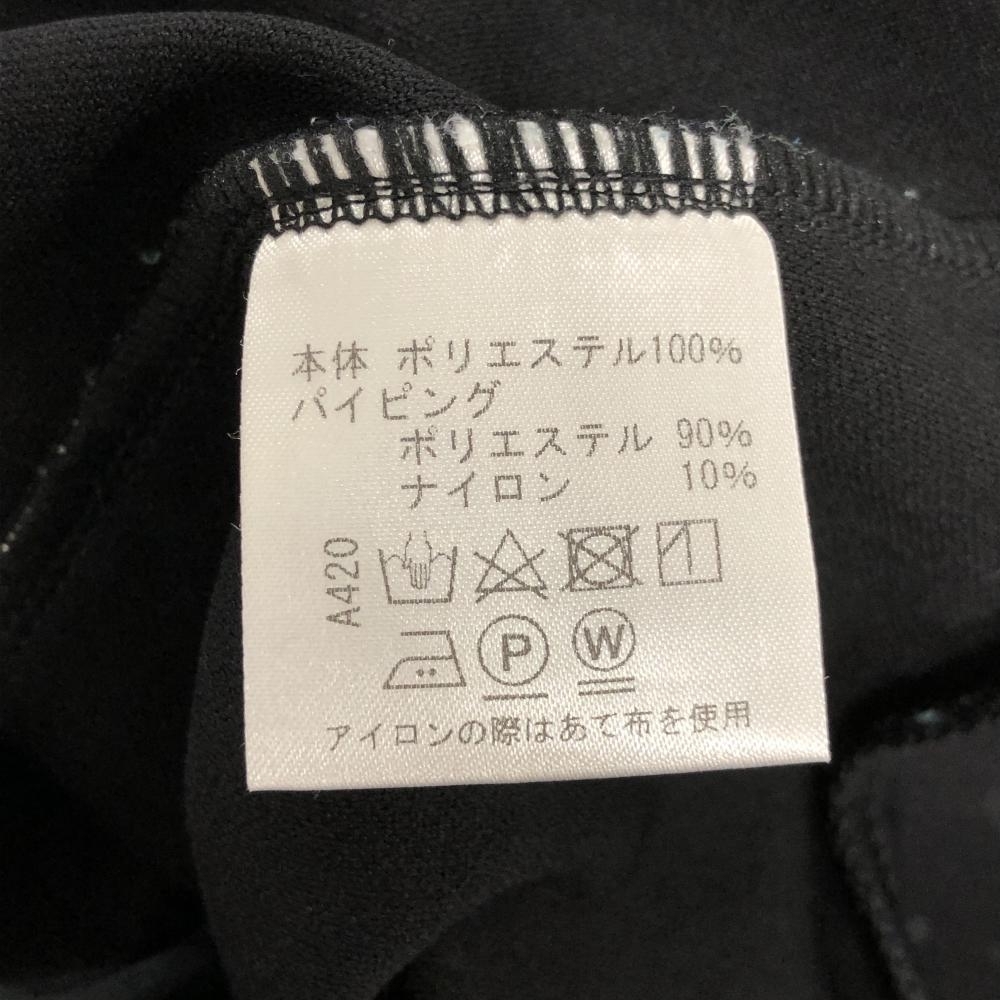 本体 ポリエステル100%
パイピング
ポリエステル 90%
ナイロン 10%
A420
P W
アイロンの際はあて布を使用